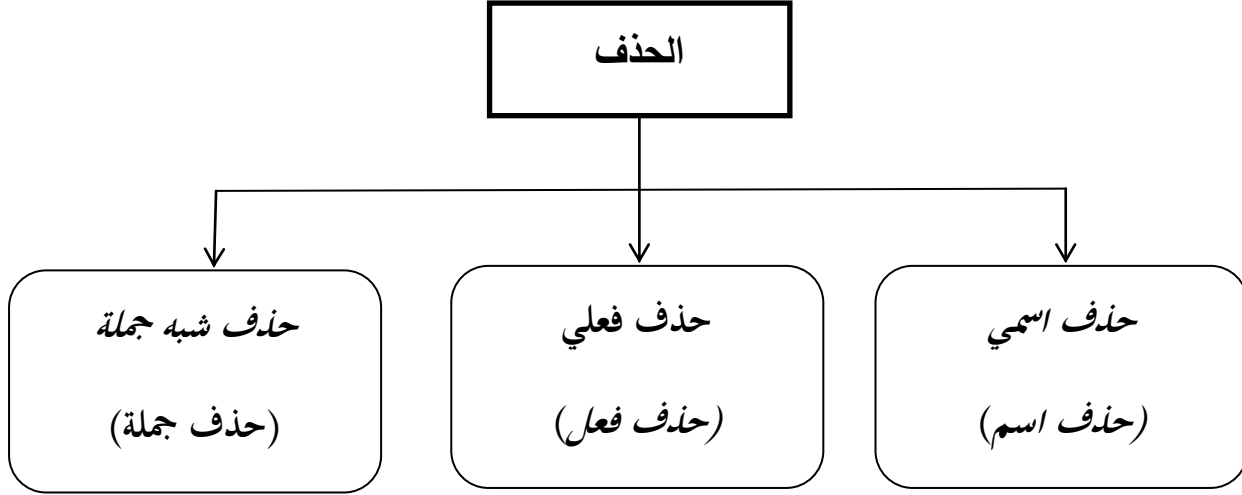 الحذف
حذف اسمي
(حذف اسم)
حذف فعلي
(حذف فعل)
حذف شبه جملة
(حذف جملة)